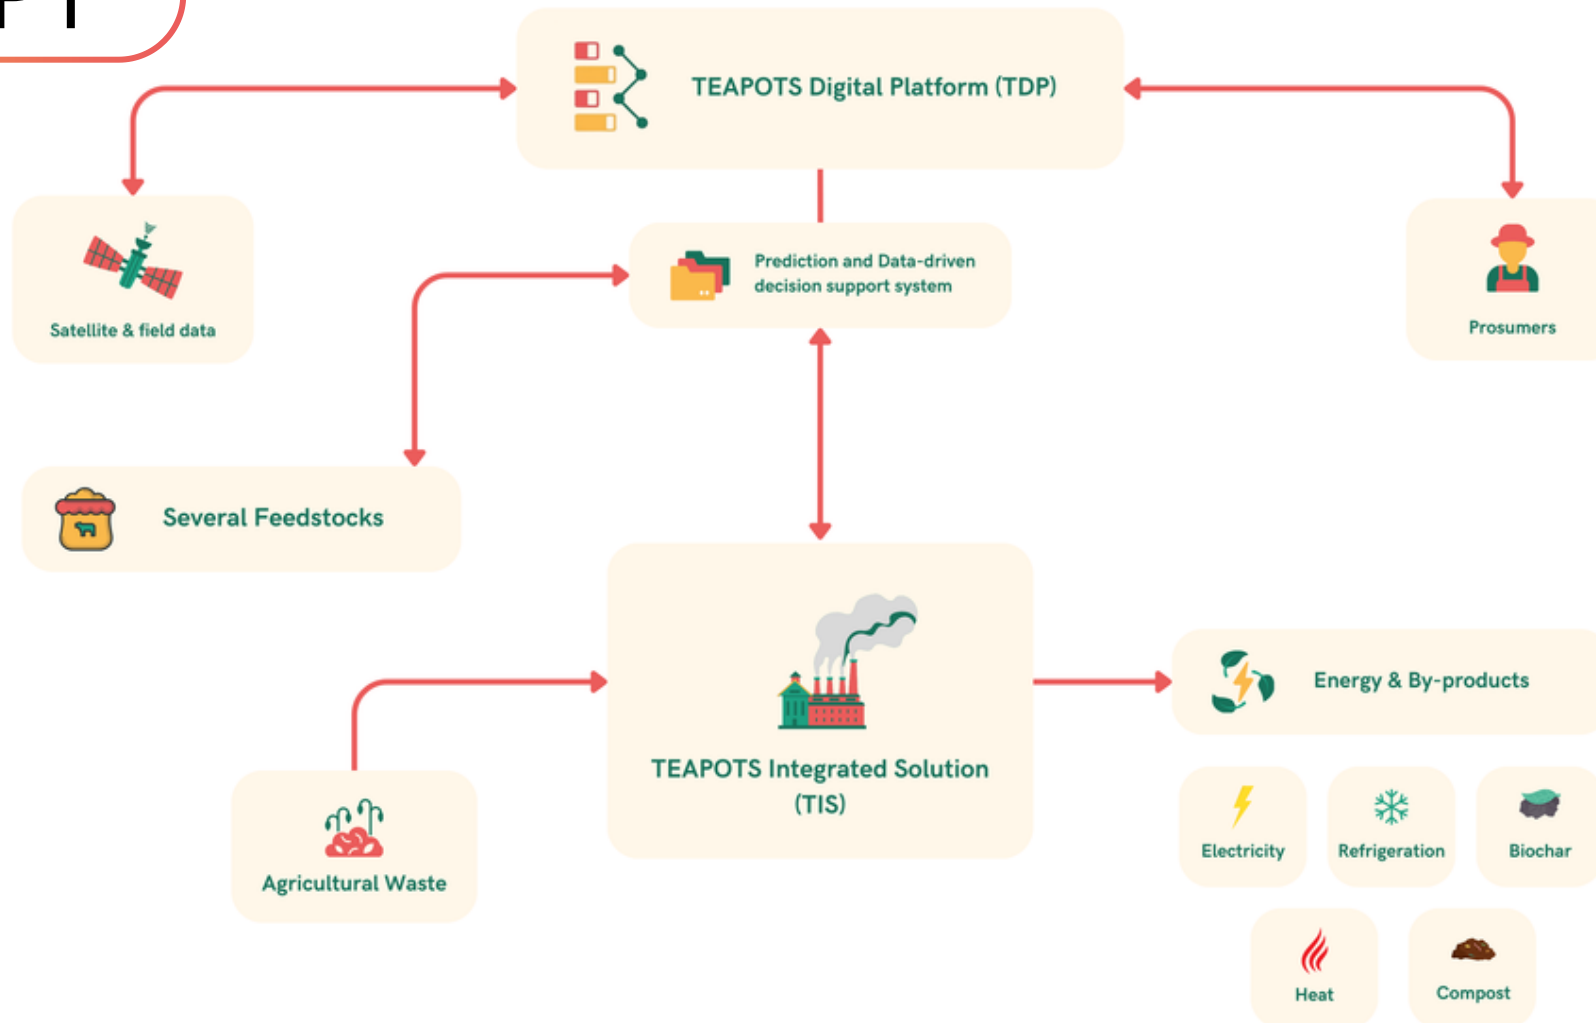 PT
TEAPOTS Digital Platform (TDP)
Satellite & field data
Prediction and Data-driven
decision support system
Prosumers
Several Feedstocks
TEAPOTS Integrated Solution
(TIS)
Energy & By-products
Agricultural Waste
Electricity
Refrigeration
Biochar
Heat
Compost